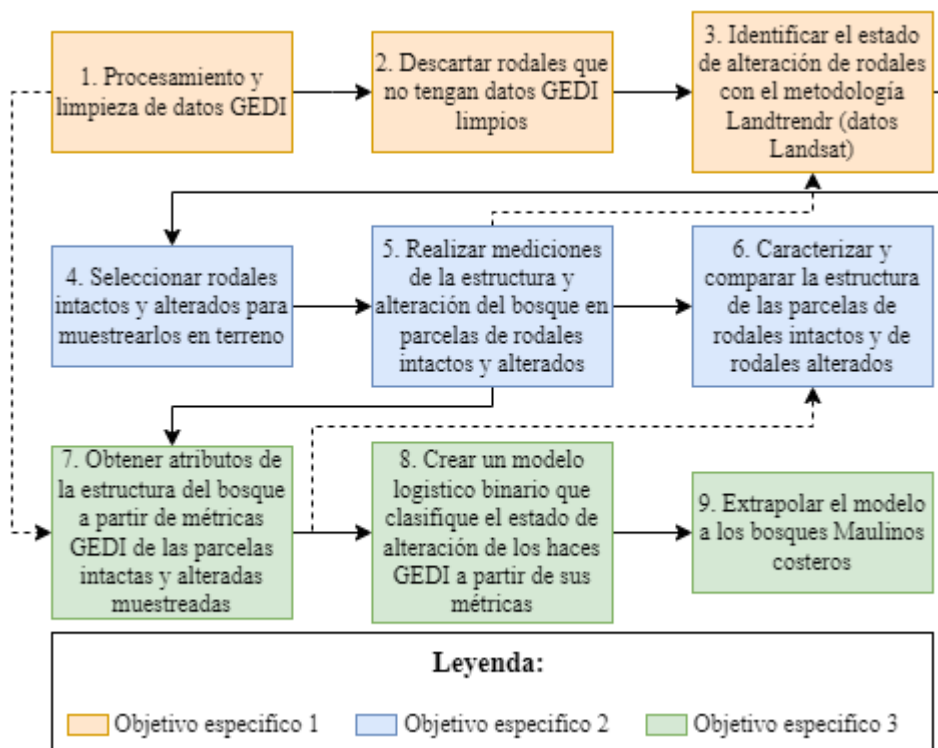 1. Procesamiento y
limpieza de datos GEDI
2. Descartar rodales que
no tengan datos GEDI
limpios
3. Identificar el estado
de alteración de rodales
con el metodología
Landtrendr (datos
Landsat)
4. Seleccionar rodales
intactos y alterados para
muestrearlos en terreno
5. Realizar mediciones
de la estructura y
alteración del bosque en
parcelas de rodales
intactos y alterados
6. Caracterizar y
comparar la estructura
de las parcelas de
rodales intactos y de
rodales alterados
7. Obtener atributos de
la estructura del bosque
a partir de métricas
GEDI de las parcelas
intactas y alteradas
muestreadas
8. Crear un modelo
logistico binario que
clasifique el estado de
alteración de los haces
GEDI a partir de sus
métricas
9. Extrapolar el modelo
a los bosques Maulinos
costeros
Leyenda:
Objetivo especifico 1
Objetivo especifico 2
Objetivo especifico 3